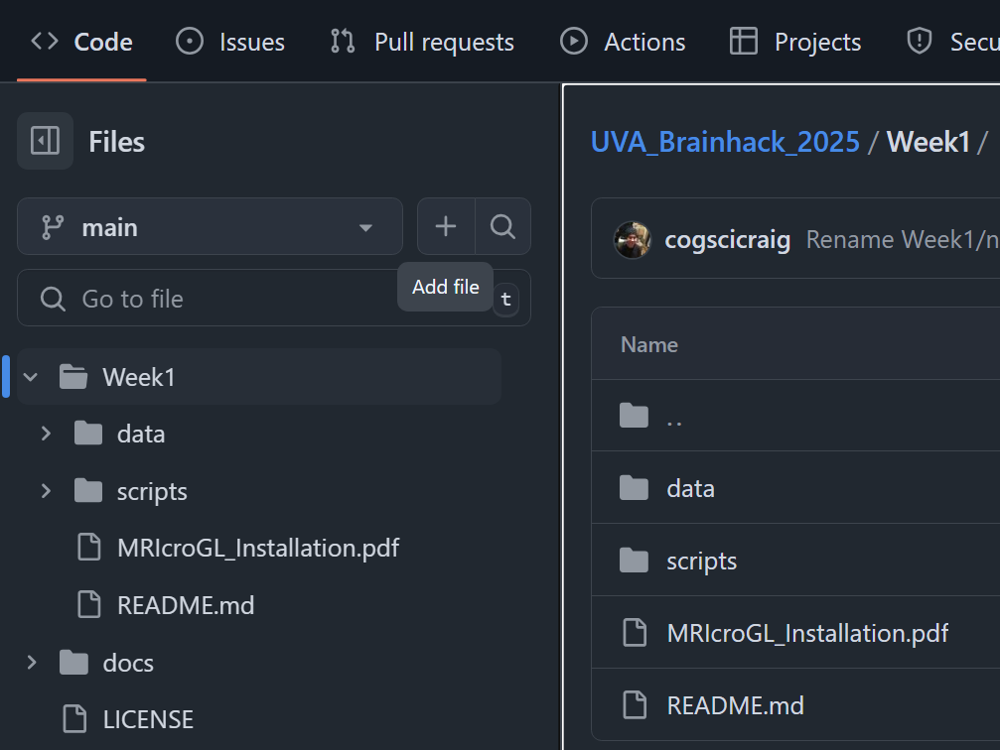 Code Issues Pull requests Actions Projects Secu
Files
main
Go to file
Add file
t
Week1
data
scripts
MRIcroGL_Installation.pdf
README.md
docs
LICENSE
UVA_Brainhack_2025 / Week1 /
cogscicraig Rename Week1/n
Name
..
data
scripts
MRIcroGL_Installation.pdf
README.md